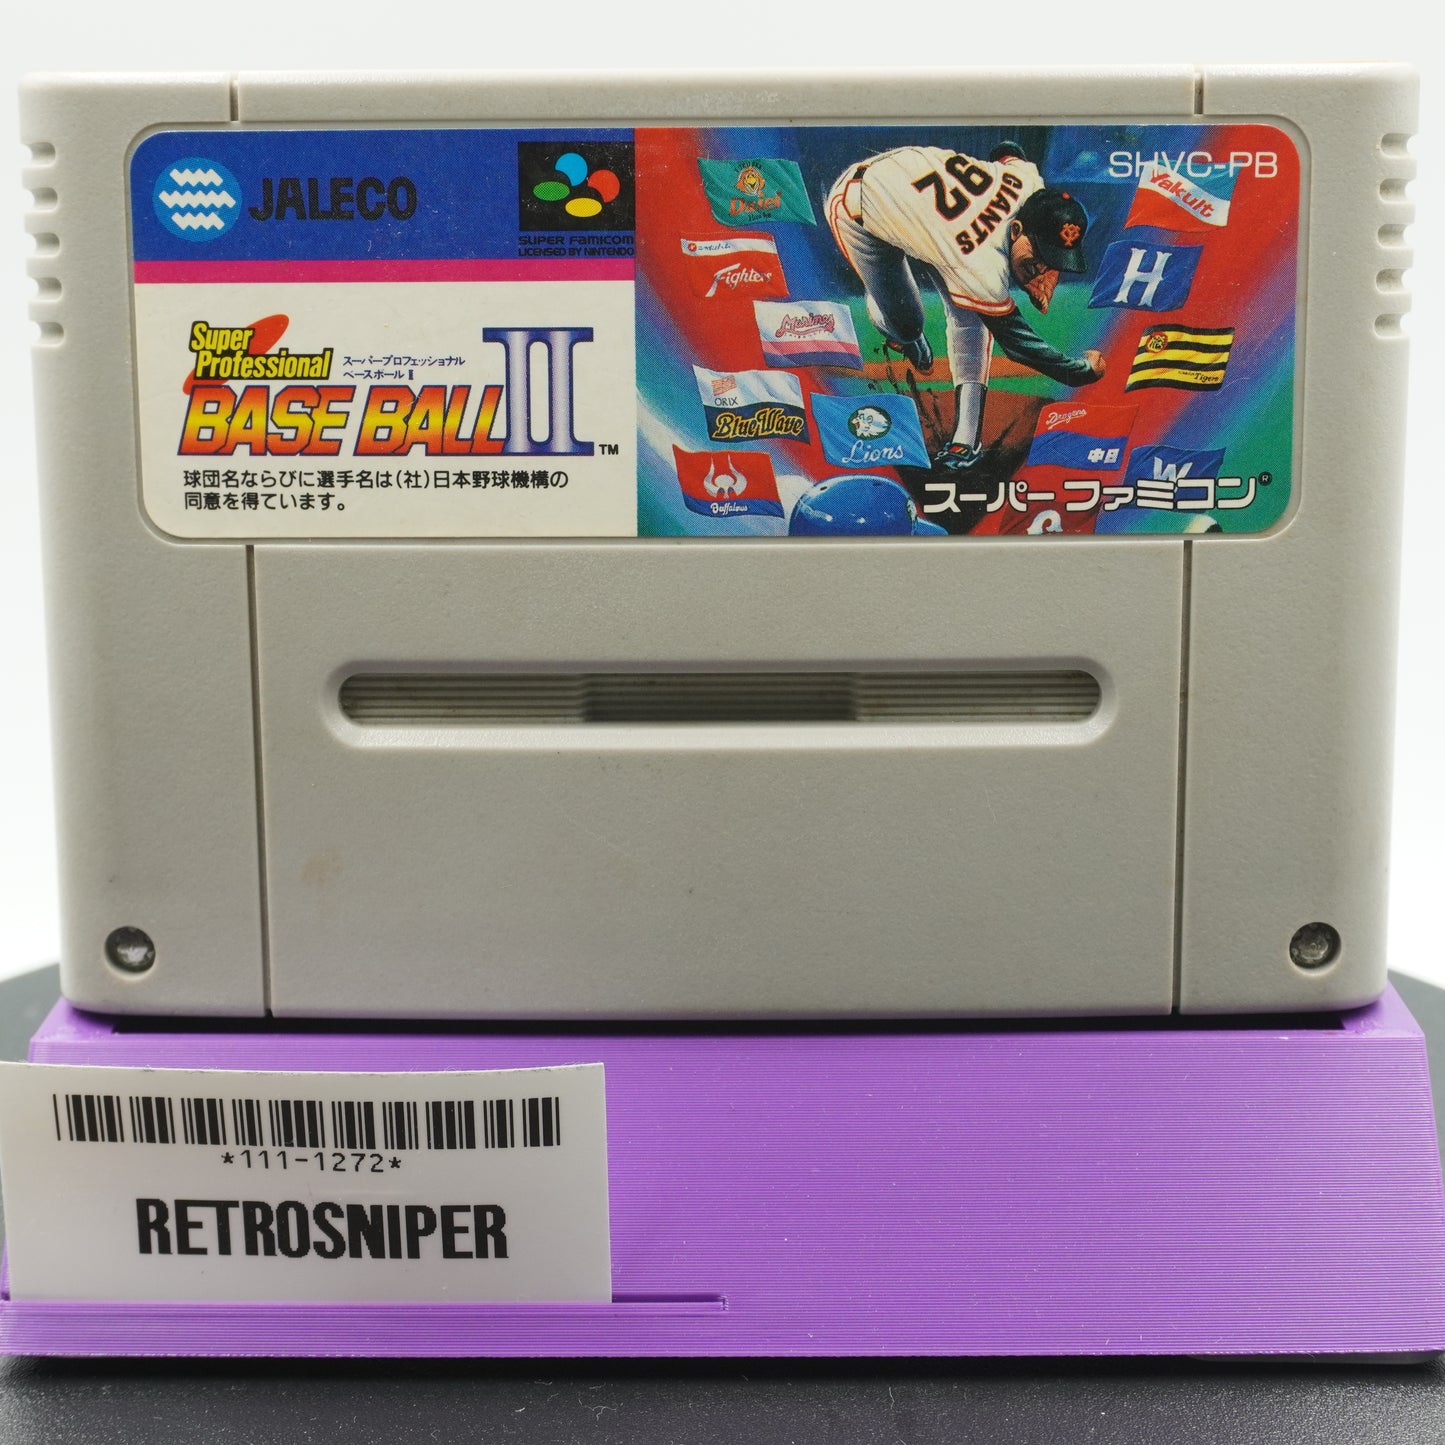 JALECO
SUPER FAMICOM
LICENSED BY NINTENDO
Super
Professional
スーパープロフェッショナル
ベースボール II
BASE BALL II
TM
球団名ならびに選手名は(社)日本野球機構の
同意を得ています。
SHVC-PB
Daiei
Fighters
Marines
ORIX
BlueWave
Lions
Buffaloes
92
GIANTS
Yakult
H
Tigers
Dragons
中日
W
C
スーパーファミコン®
*111-1272*
RETROSNIPER